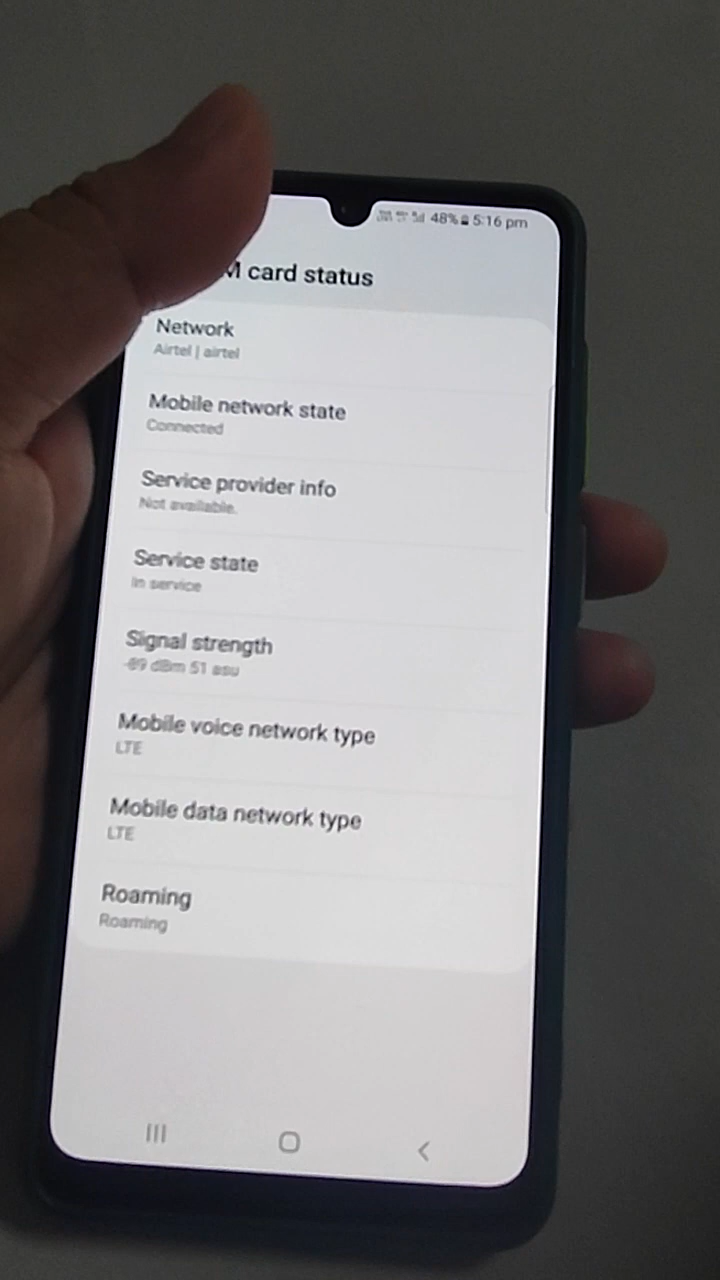 48% 5:16 pm
M card status
Network
Airtel | airtel
Mobile network state
Connected
Service provider info
Not available.
Service state
In service
Signal strength
-89 dBm 51 asu
Mobile voice network type
LTE
Mobile data network type
LTE
Roaming
Roaming